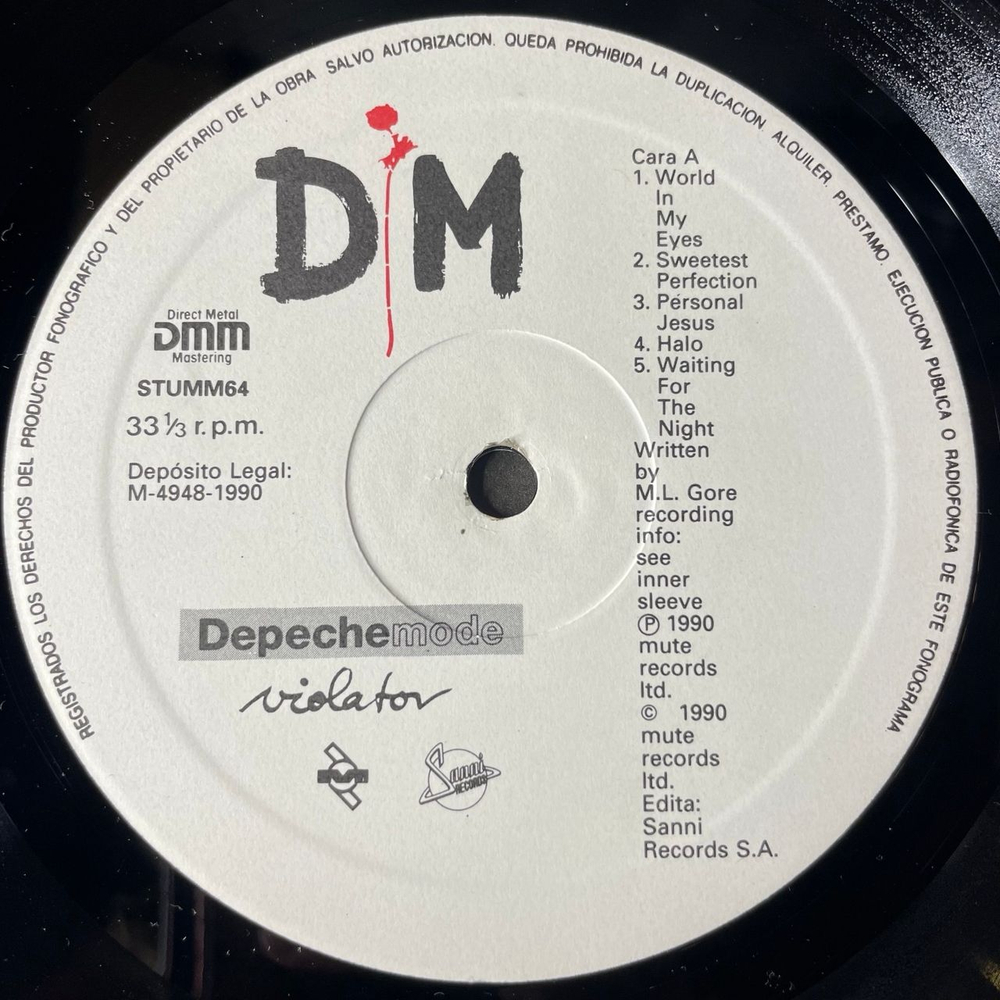 REGISTRADOS LOS DERECHOS DEL PRODUCTOR FONOGRAFICO Y DEL PROPIETARIO DE LA OBRA SALVO AUTORIZACION. QUEDA PROHIBIDA LA DUPLICACION, ALQUILER, PRESTAMO, EJECUCION PUBLICA O RADIOFONICA DE ESTE FONOGRAMA
DM
Direct Metal
DMM
Mastering
STUMM64
33 1/3 r.p.m.
Depósito Legal:
M-4948-1990
Depechemode
violator
Sanni
RECORDS
Cara A
1. World
In
My
Eyes
2. Sweetest
Perfection
3. Personal
Jesus
4. Halo
5. Waiting
For
The
Night
Written
by
M.L. Gore
recording
info:
see
inner
sleeve
℗ 1990
mute
records
ltd.
© 1990
mute
records
ltd.
Edita:
Sanni
Records S.A.